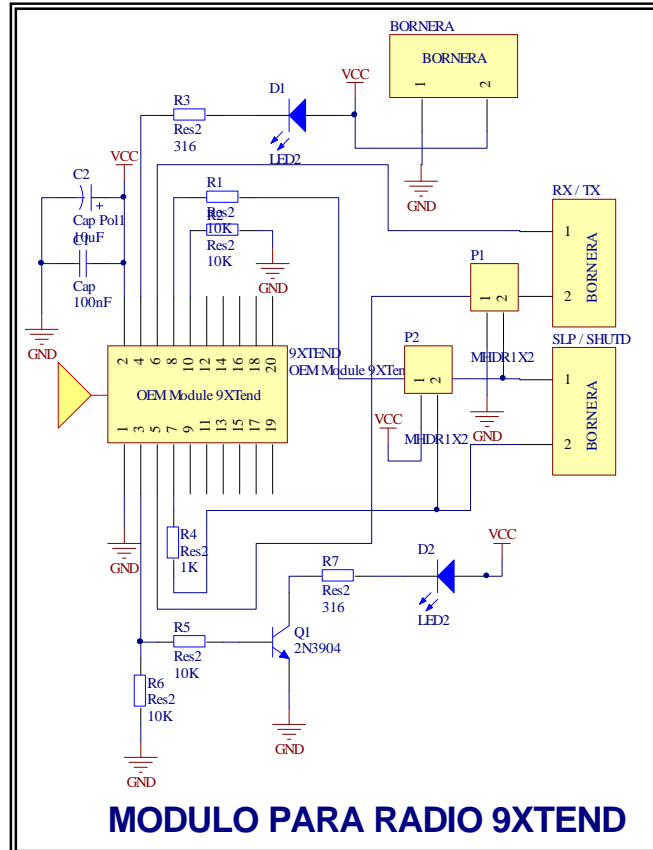 BORNERA
BORNERA
1
2
VCC
D1
LED2
R3
Res2
316
GND
VCC
C2
Cap Pol1
10uF
+
C1
Cap
100nF
GND
R1
Res2
10K
R2
Res2
10K
GND
RX / TX
1
2
BORNERA
P1
1 2
MHDR1X2
GND
P2
1 2
MHDR1X2
VCC
SLP / SHUTD
1
2
BORNERA
2 4 6 8 10 12 14 16 18 20
9XTEND
OEM Module 9XTen
OEM Module 9XTend
1 3 5 7 9 11 13 15 17 19
GND
R4
Res2
1K
R7
Res2
316
D2
LED2
VCC
R5
Res2
10K
Q1
2N3904
R6
Res2
10K
GND
GND
MODULO PARA RADIO 9XTEND